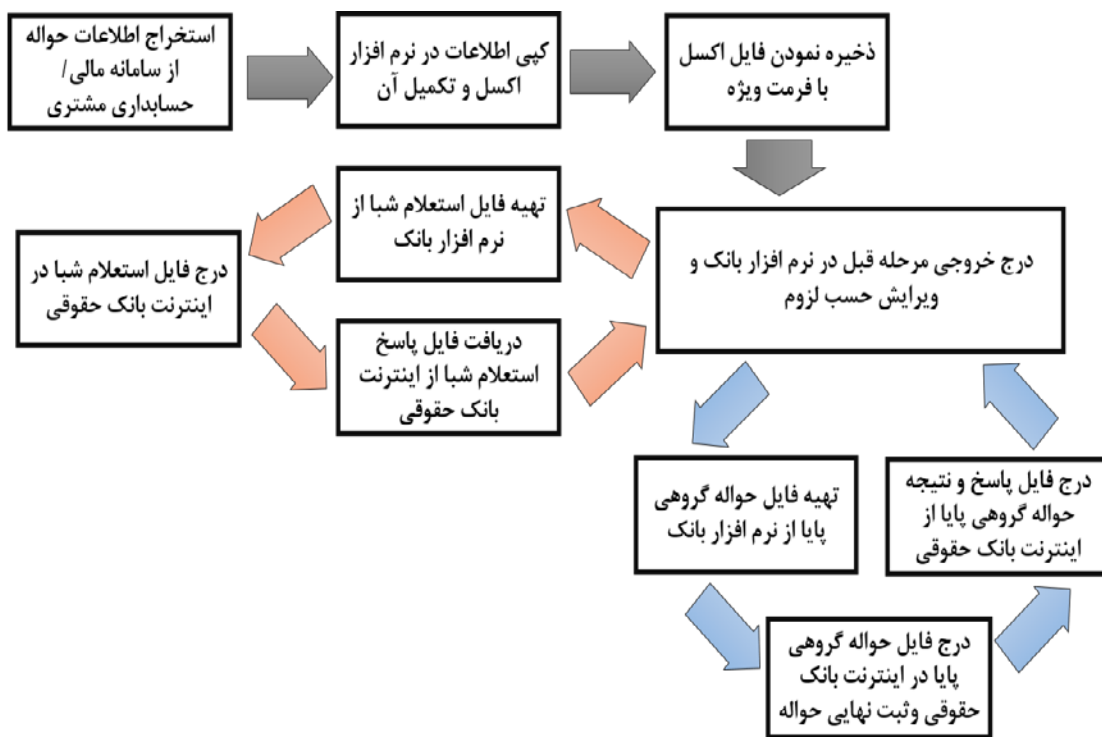 استخراج اطلاعات حواله
از سامانه مالی/
حسابداری مشتری
کپی اطلاعات در نرم افزار
اکسل و تکمیل آن
ذخیره نمودن فایل اکسل
با فرمت ویژه
درج خروجی مرحله قبل در نرم افزار بانک و
ویرایش حسب لزوم
تهیه فایل استعلام شبا از
نرم افزار بانک
درج فایل استعلام شبا در
اینترنت بانک حقوقی
دریافت فایل پاسخ
استعلام شبا از اینترنت
بانک حقوقی
تهیه فایل حواله گروهی
پایا از نرم افزار بانک
درج فایل حواله گروهی
پایا در اینترنت بانک
حقوقی وثبت نهایی حواله
درج فایل پاسخ و نتیجه
حواله گروهی پایا از
اینترنت بانک حقوقی